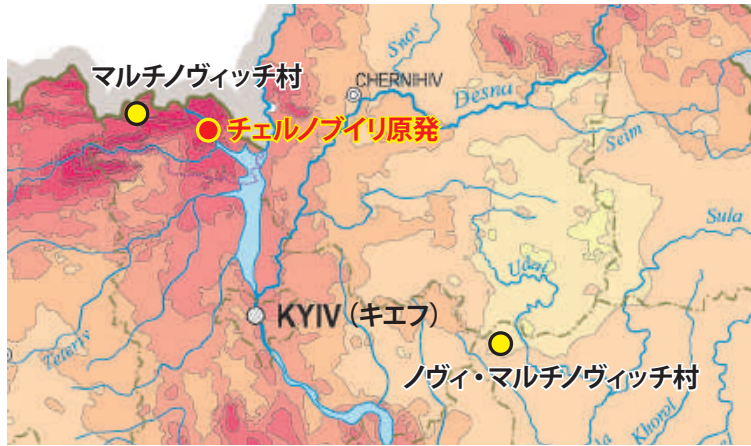 Snov
マルチノヴィッチ村
CHERNIHIV
Desna
チェルノブイリ原発
Seim
Sula
Udai
KYIV (キエフ)
Teteriv
ノヴィ・マルチノヴィッチ村
Khorol